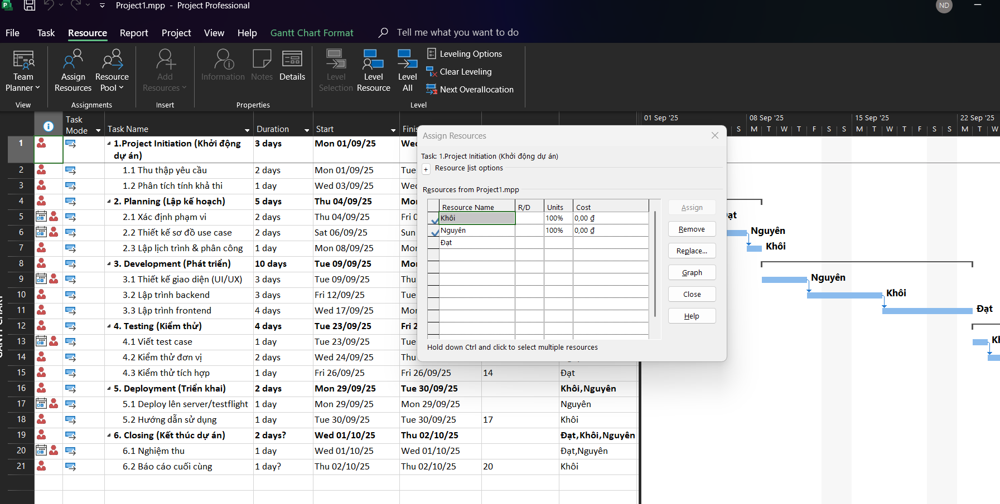 Project1.mpp - Project Professional
ND
File Task Resource Report Project View Help Gantt Chart Format Tell me what you want to do
Team Planner
Assign Resources
Resource Pool
Add Resources
Information
Notes
Details
Level Selection
Level Resource
Level All
Leveling Options
Clear Leveling
Next Overallocation
View Assignments Insert Properties Level
Task Mode
Task Name
Duration
Start
01 Sep '25 08 Sep '25 15 Sep '25 22 Sep '25
S M T W T F S S M T W T F S S M T W
1 1.Project Initiation (Khởi động dự án) 3 days Mon 01/09/25
2 1.1 Thu thập yêu cầu 2 days Mon 01/09/25 Tue
3 1.2 Phân tích tính khả thi 1 day Wed 03/09/25
4 2. Planning (Lập kế hoạch) 5 days Thu 04/09/25
5 2.1 Xác định phạm vi 2 days Thu 04/09/25 Fri 0
6 2.2 Thiết kế sơ đồ use case 2 days Sat 06/09/25 Sun
7 2.3 Lập lịch trình & phân công 1 day Mon 08/09/25
8 3. Development (Phát triển) 10 days Tue 09/09/25
9 3.1 Thiết kế giao diện (UI/UX) 3 days Tue 09/09/25 Thu
10 3.2 Lập trình backend 3 days Fri 12/09/25 Tue
11 3.3 Lập trình frontend 4 days Wed 17/09/25
12 4. Testing (Kiểm thử) 4 days Tue 23/09/25 Fri 2
13 4.1 Viết test case 1 day Tue 23/09/25 Tue
14 4.2 Kiểm thử đơn vị 2 days Wed 24/09/25 Thu
15 4.3 Kiểm thử tích hợp 1 day Fri 26/09/25 Fri 26/09/25 14 Đạt
16 5. Deployment (Triển khai) 2 days Mon 29/09/25 Tue 30/09/25 Khôi,Nguyên
17 5.1 Deploy lên server/testflight 1 day Mon 29/09/25 Mon 29/09/25 Nguyên
18 5.2 Hướng dẫn sử dụng 1 day Tue 30/09/25 Tue 30/09/25 17 Khôi
19 6. Closing (Kết thúc dự án) 2 days? Wed 01/10/25 Thu 02/10/25 Đạt,Khôi,Nguyên
20 6.1 Nghiệm thu 1 day Wed 01/10/25 Wed 01/10/25 Đạt,Nguyên
21 6.2 Báo cáo cuối cùng 1 day? Thu 02/10/25 Thu 02/10/25 20 Khôi
Assign Resources
Task: 1.Project Initiation (Khởi động dự án)
+ Resource list options
Resources from Project1.mpp
Resource Name R/D Units Cost
Khôi 100% 0,00 ₫
Nguyên 100% 0,00 ₫
Đạt
Assign
Remove
Replace...
Graph
Close
Help
Hold down Ctrl and click to select multiple resources
Nguyên
Khôi
Nguyên
Khôi
Đạt